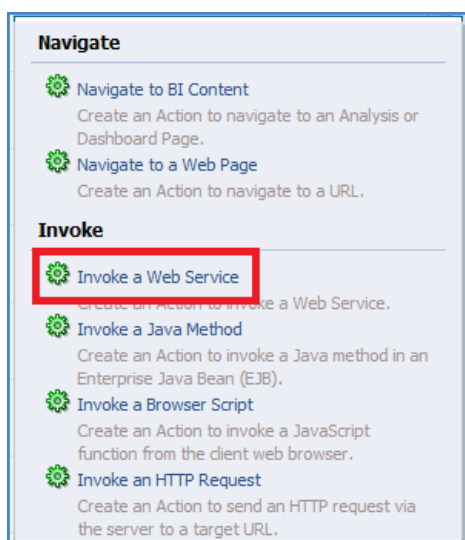 Navigate
Navigate to BI Content
Create an Action to navigate to an Analysis or
Dashboard Page.
Navigate to a Web Page
Create an Action to navigate to a URL.
Invoke
Invoke a Web Service
Create an Action to invoke a Web Service.
Invoke a Java Method
Create an Action to invoke a Java method in an
Enterprise Java Bean (EJB).
Invoke a Browser Script
Create an Action to invoke a JavaScript
function from the client web browser.
Invoke an HTTP Request
Create an Action to send an HTTP request via
the server to a target URL.